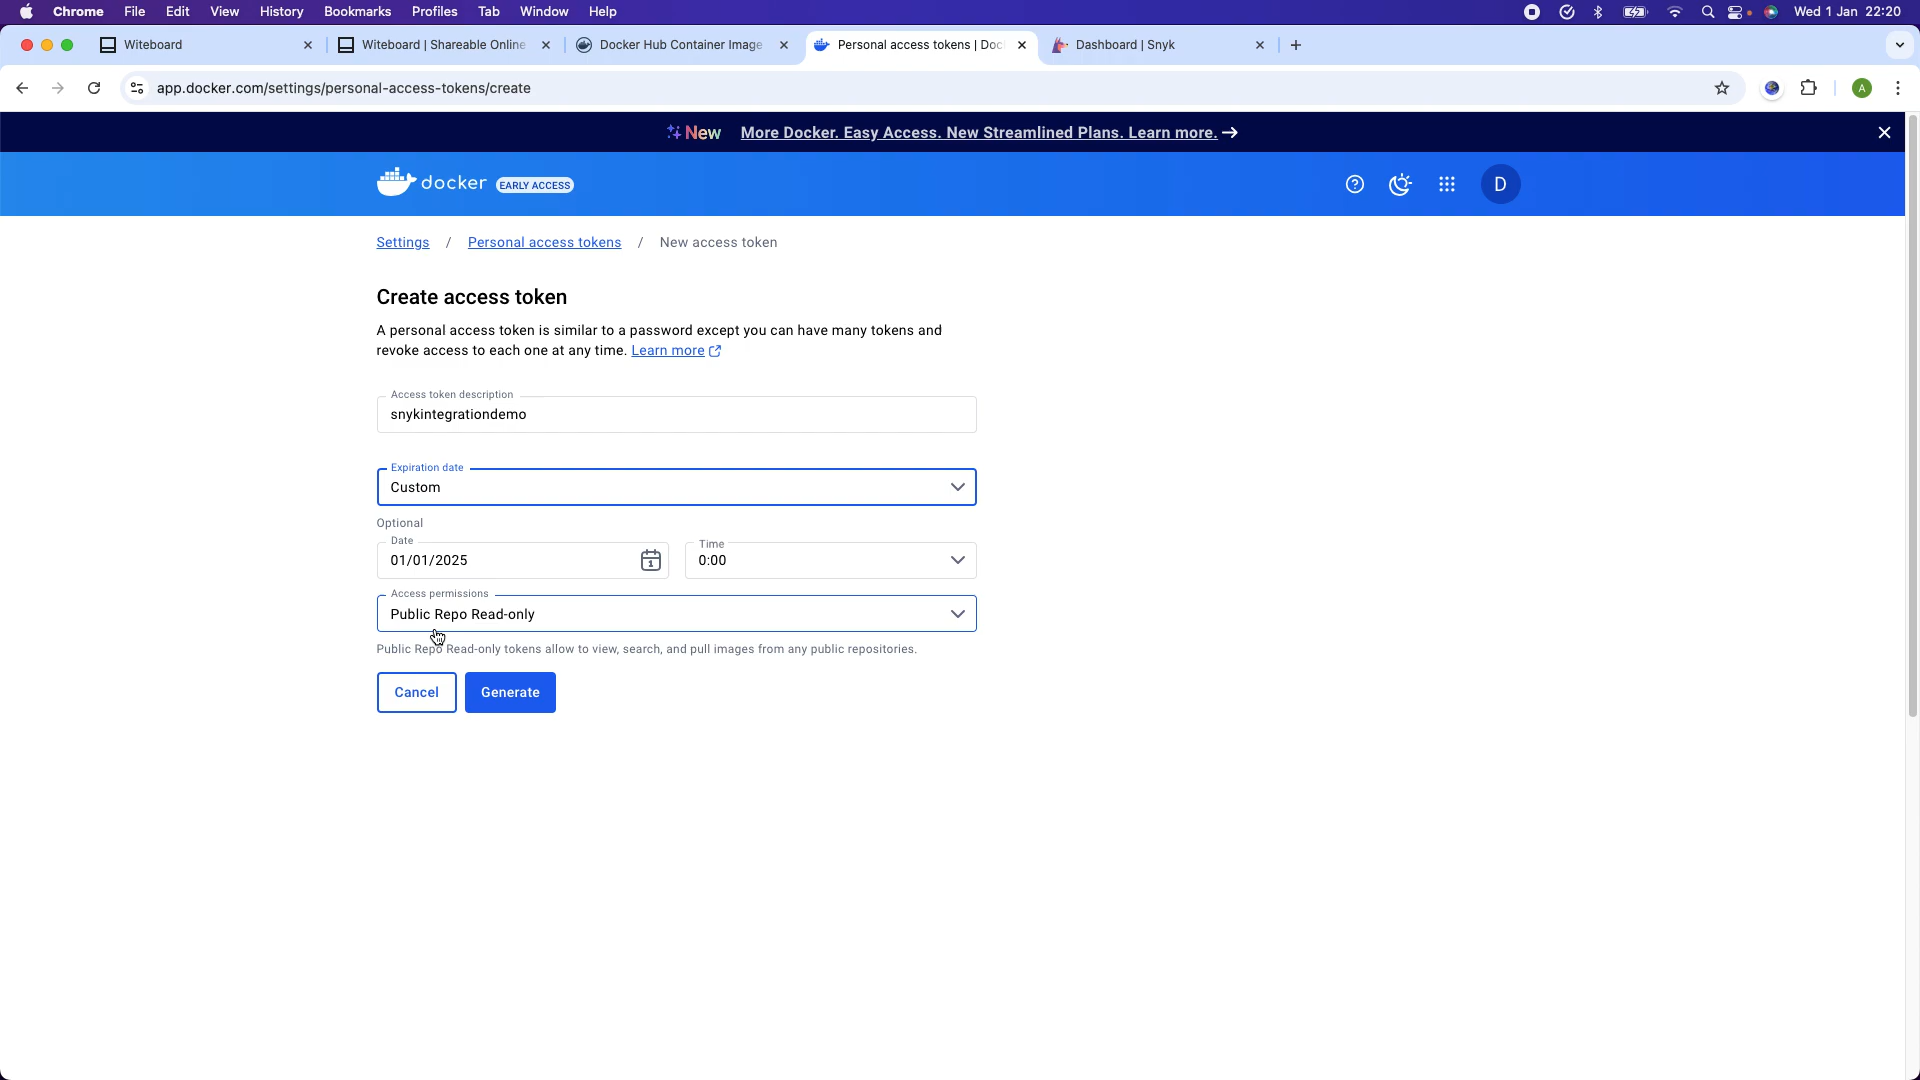 Chrome File Edit View History Bookmarks Profiles Tab Window Help Wed 1 Jan 22:20
Witeboard Witeboard | Shareable Online Docker Hub Container Image Personal access tokens | Doc Dashboard | Snyk
app.docker.com/settings/personal-access-tokens/create A
New More Docker. Easy Access. New Streamlined Plans. Learn more.
docker EARLY ACCESS D
Settings / Personal access tokens / New access token
Create access token
A personal access token is similar to a password except you can have many tokens and
revoke access to each one at any time. Learn more
Access token description
snykintegrationdemo
Expiration date
Custom
Optional
Date Time
01/01/2025 0:00
Access permissions
Public Repo Read-only
Public Repo Read-only tokens allow to view, search, and pull images from any public repositories.
Cancel Generate